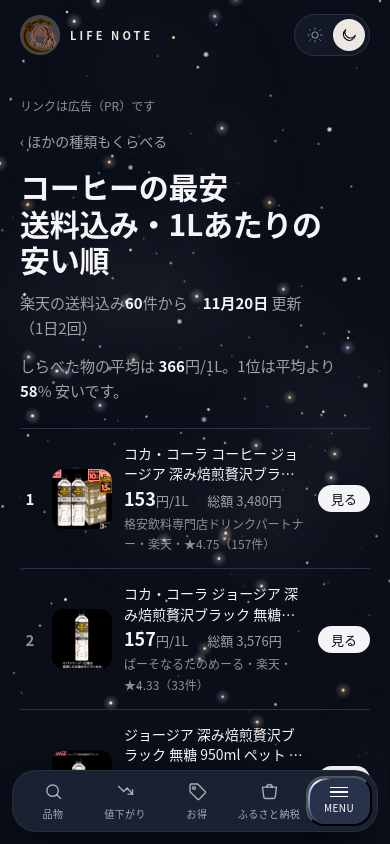 LIFE NOTE
リンクは広告（PR）です
‹ ほかの種類もくらべる
コーヒーの最安
送料込み・1Lあたりの
安い順
楽天の送料込み60件から　11月20日 更新
（1日2回）
しらべた物の平均は 366円/1L。1位は平均より
58% 安いです。
コカ・コーラ コーヒー ジョ
ージア 深み焙煎贅沢ブラ…
1
153円/1L　総額 3,480円
見る
格安飲料専門店ドリンクパートナ
ー・楽天・★4.75（157件）
コカ・コーラ ジョージア 深
み焙煎贅沢ブラック 無糖…
2
157円/1L　総額 3,576円
見る
ぱーそなるたのめーる・楽天・
★4.33（33件）
ジョージア 深み焙煎贅沢ブ
ラック 無糖 950ml ペット …
品物
値下がり
お得
ふるさと納税
MENU